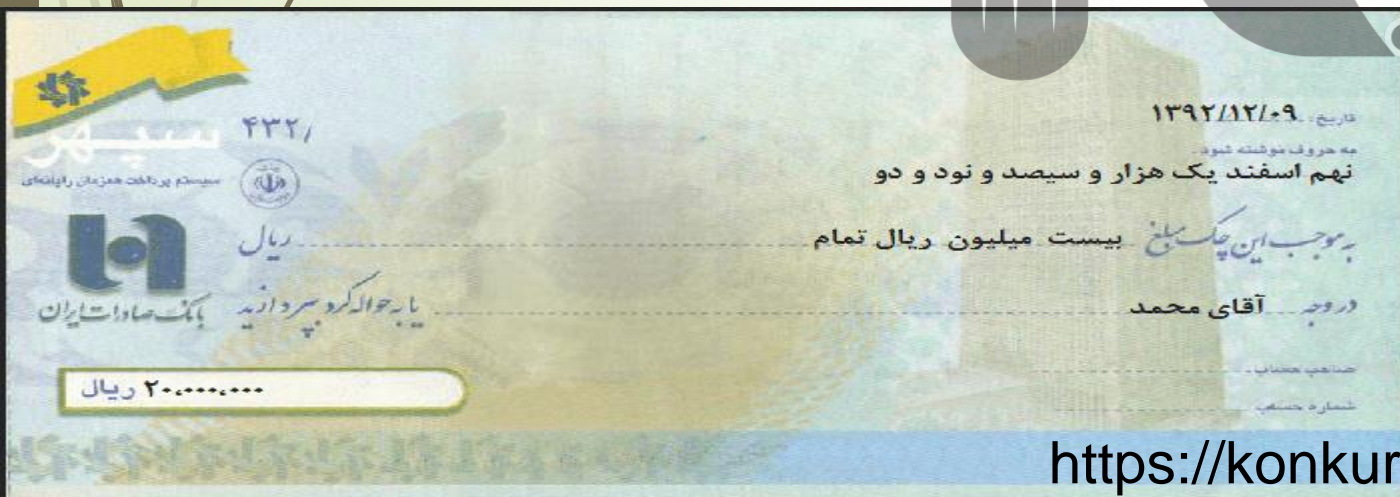 سپهر
سیستم پرداخت همزمان رایانه‌ای
۴۳۲/
تاریخ: ۱۳۹۲/۱۲/۰۹
به حروف نوشته شود
نهم اسفند یک هزار و سیصد و نود و دو
به موجب این چک مبلغ بیست میلیون ریال تمام ریال
در وجه آقای محمد یا به حواله کرد بپردازید
بانک صادرات ایران
صاحب حساب
شماره حساب
۲۰,۰۰۰,۰۰۰ ریال
https://konkur